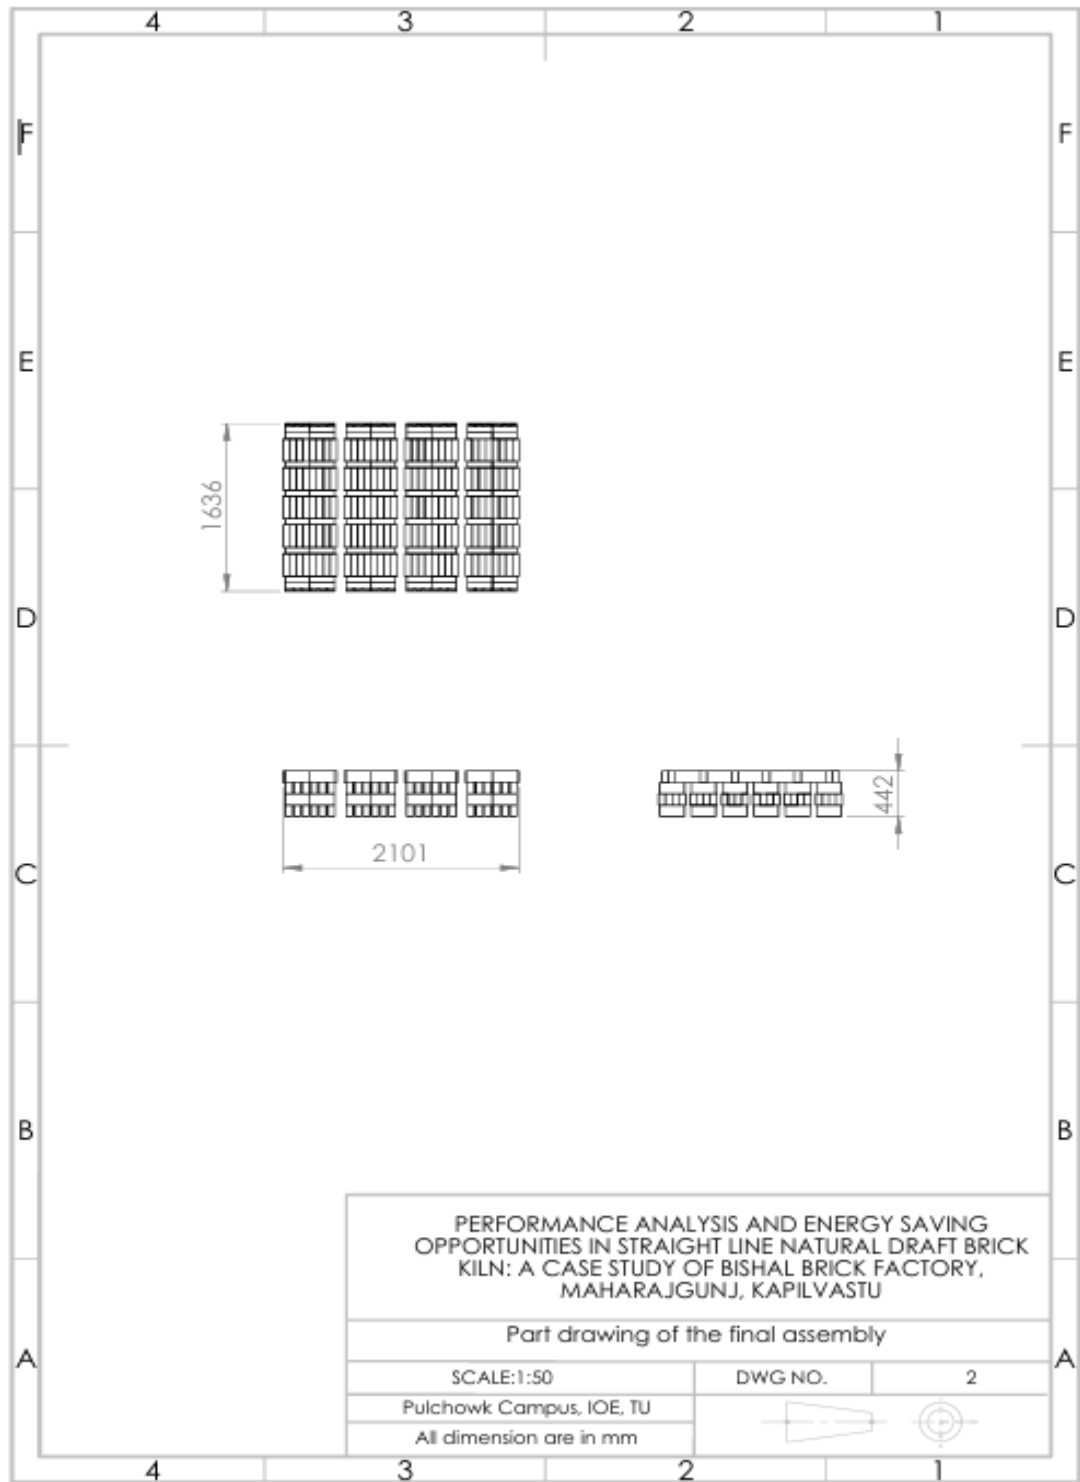 4 3 2 1
F F
E E
1636
D D
442
2101
C C
B B
PERFORMANCE ANALYSIS AND ENERGY SAVING
OPPORTUNITIES IN STRAIGHT LINE NATURAL DRAFT BRICK
KILN: A CASE STUDY OF BISHAL BRICK FACTORY,
MAHARAJGUNJ, KAPILVASTU
Part drawing of the final assembly
A A
SCALE:1:50 DWG NO. 2
Pulchowk Campus, IOE, TU
All dimension are in mm
4 3 2 1